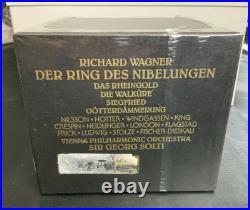 RICHARD WAGNER
DER RING DES NIBELUNGEN
DAS RHEINGOLD
DIE WALKÜRE
SIEGFRIED
GÖTTERDÄMMERUNG
NILSSON · HOTTER · WINDGASSEN · KING
CRESPIN · NEIDLINGER · LONDON · FLAGSTAD
FRICK · LUDWIG · STOLZE · FISCHER-DIESKAU
VIENNA PHILHARMONIC ORCHESTRA
SIR GEORG SOLTI